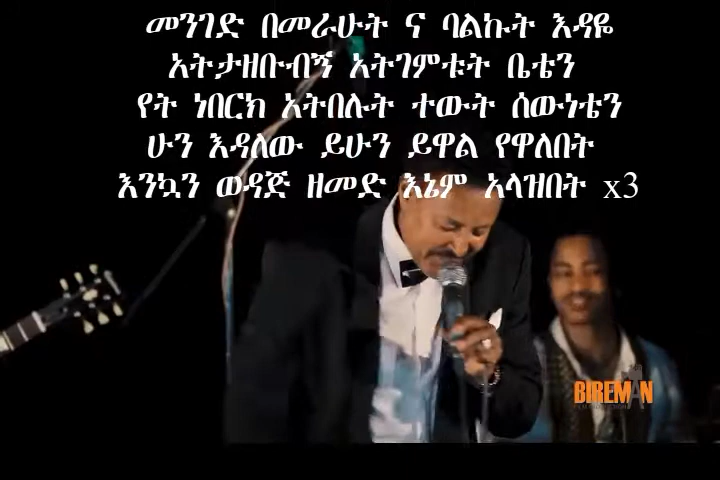 መንገድ በመራሁት ና ባልኩት እዳዬ
አትታዘቡብኝ አትገምቱት ቤቴን
የት ነበርክ አትበሉት ተውት ሰውነቴን
ሁን እዳለው ይሁን ይዋል የዋለበት
እንኳን ወዳጅ ዘመድ እኔም አላዝበት x3
BIREMAN